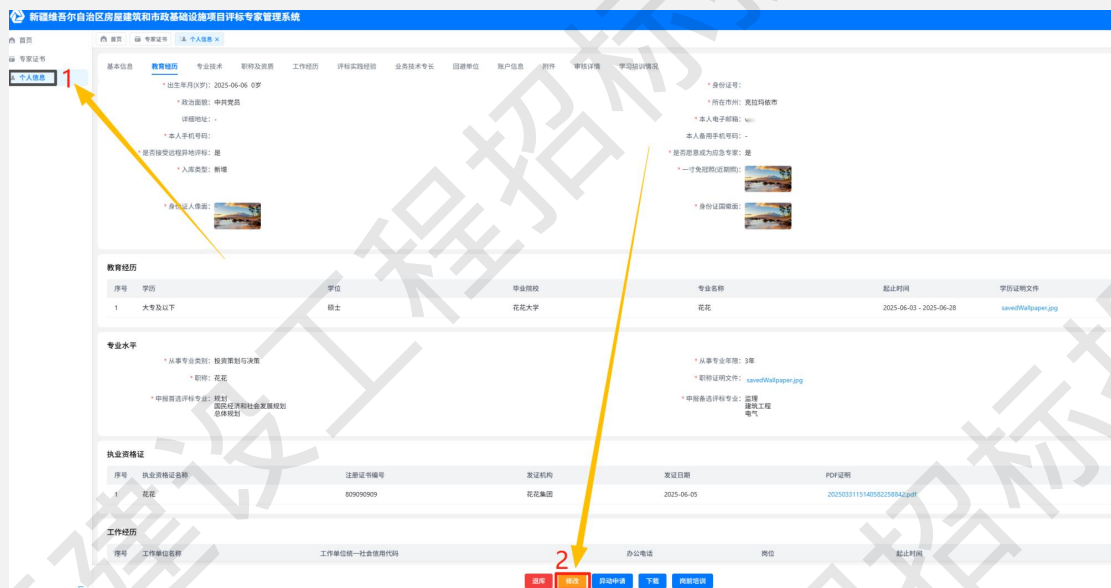 新疆维吾尔自治区房屋建筑和市政基础设施项目评标专家管理系统
首页 首页 专家证书 个人信息 ×
专家证书
个人信息 1
基本信息 教育经历 专业技术 职称及资质 工作经历 评标实践经验 业务技术专长 回避单位 账户信息 附件 审核详情 学习培训情况
* 出生年月(X岁): 2025-06-06 0岁 * 身份证号:
* 政治面貌: 中共党员 * 所在市州: 克拉玛依市
详细地址: - * 本人电子邮箱:
* 本人手机号码: 本人备用手机号码: -
* 是否接受远程异地评标: 是 * 是否愿意成为应急专家: 是
* 入库类型: 新增 * 一寸免冠照(近期照):
* 身份证人像面: * 身份证国徽面:
教育经历
序号 学历 学位 毕业院校 专业名称 起止时间 学历证明文件
1 大专及以下 硕士 花花大学 花花 2025-06-03 - 2025-06-28 savedWallpaper.jpg
专业水平
* 从事专业类别: 投资策划与决策 * 从事专业年限: 3年
* 职称: 花花 * 职称证明文件: savedWallpaper.jpg
* 申报首选评标专业: 规划 * 申报备选评标专业: 监理
国民经济和社会发展规划 建筑工程
总体规划 电气
执业资格证
序号 执业资格证名称 注册证书编号 发证机构 发证日期 PDF证明
1 花花 809090909 花花集团 2025-06-05 2025033115140582258842.pdf
工作经历
序号 工作单位名称 工作单位统一社会信用代码 办公电话 岗位 起止时间
2
退库 修改 异动申请 下载 岗前培训
建设工程招标